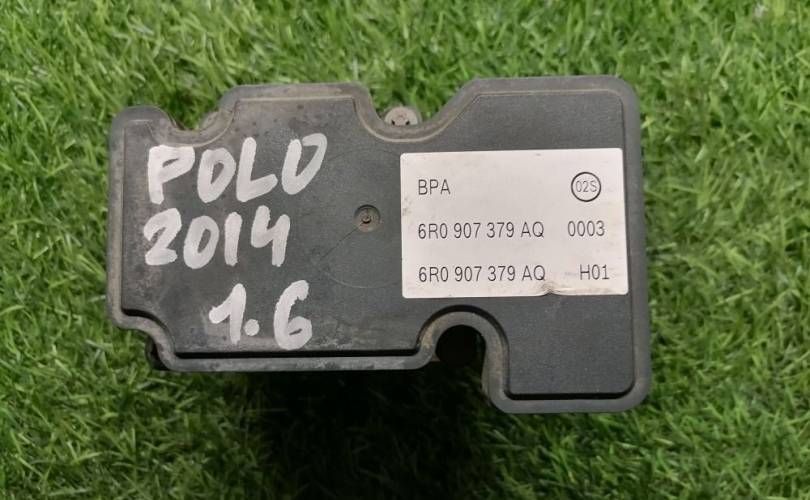 POLO
2014
1.6
BPA 02S
6R0 907 379 AQ 0003
6R0 907 379 AQ H01